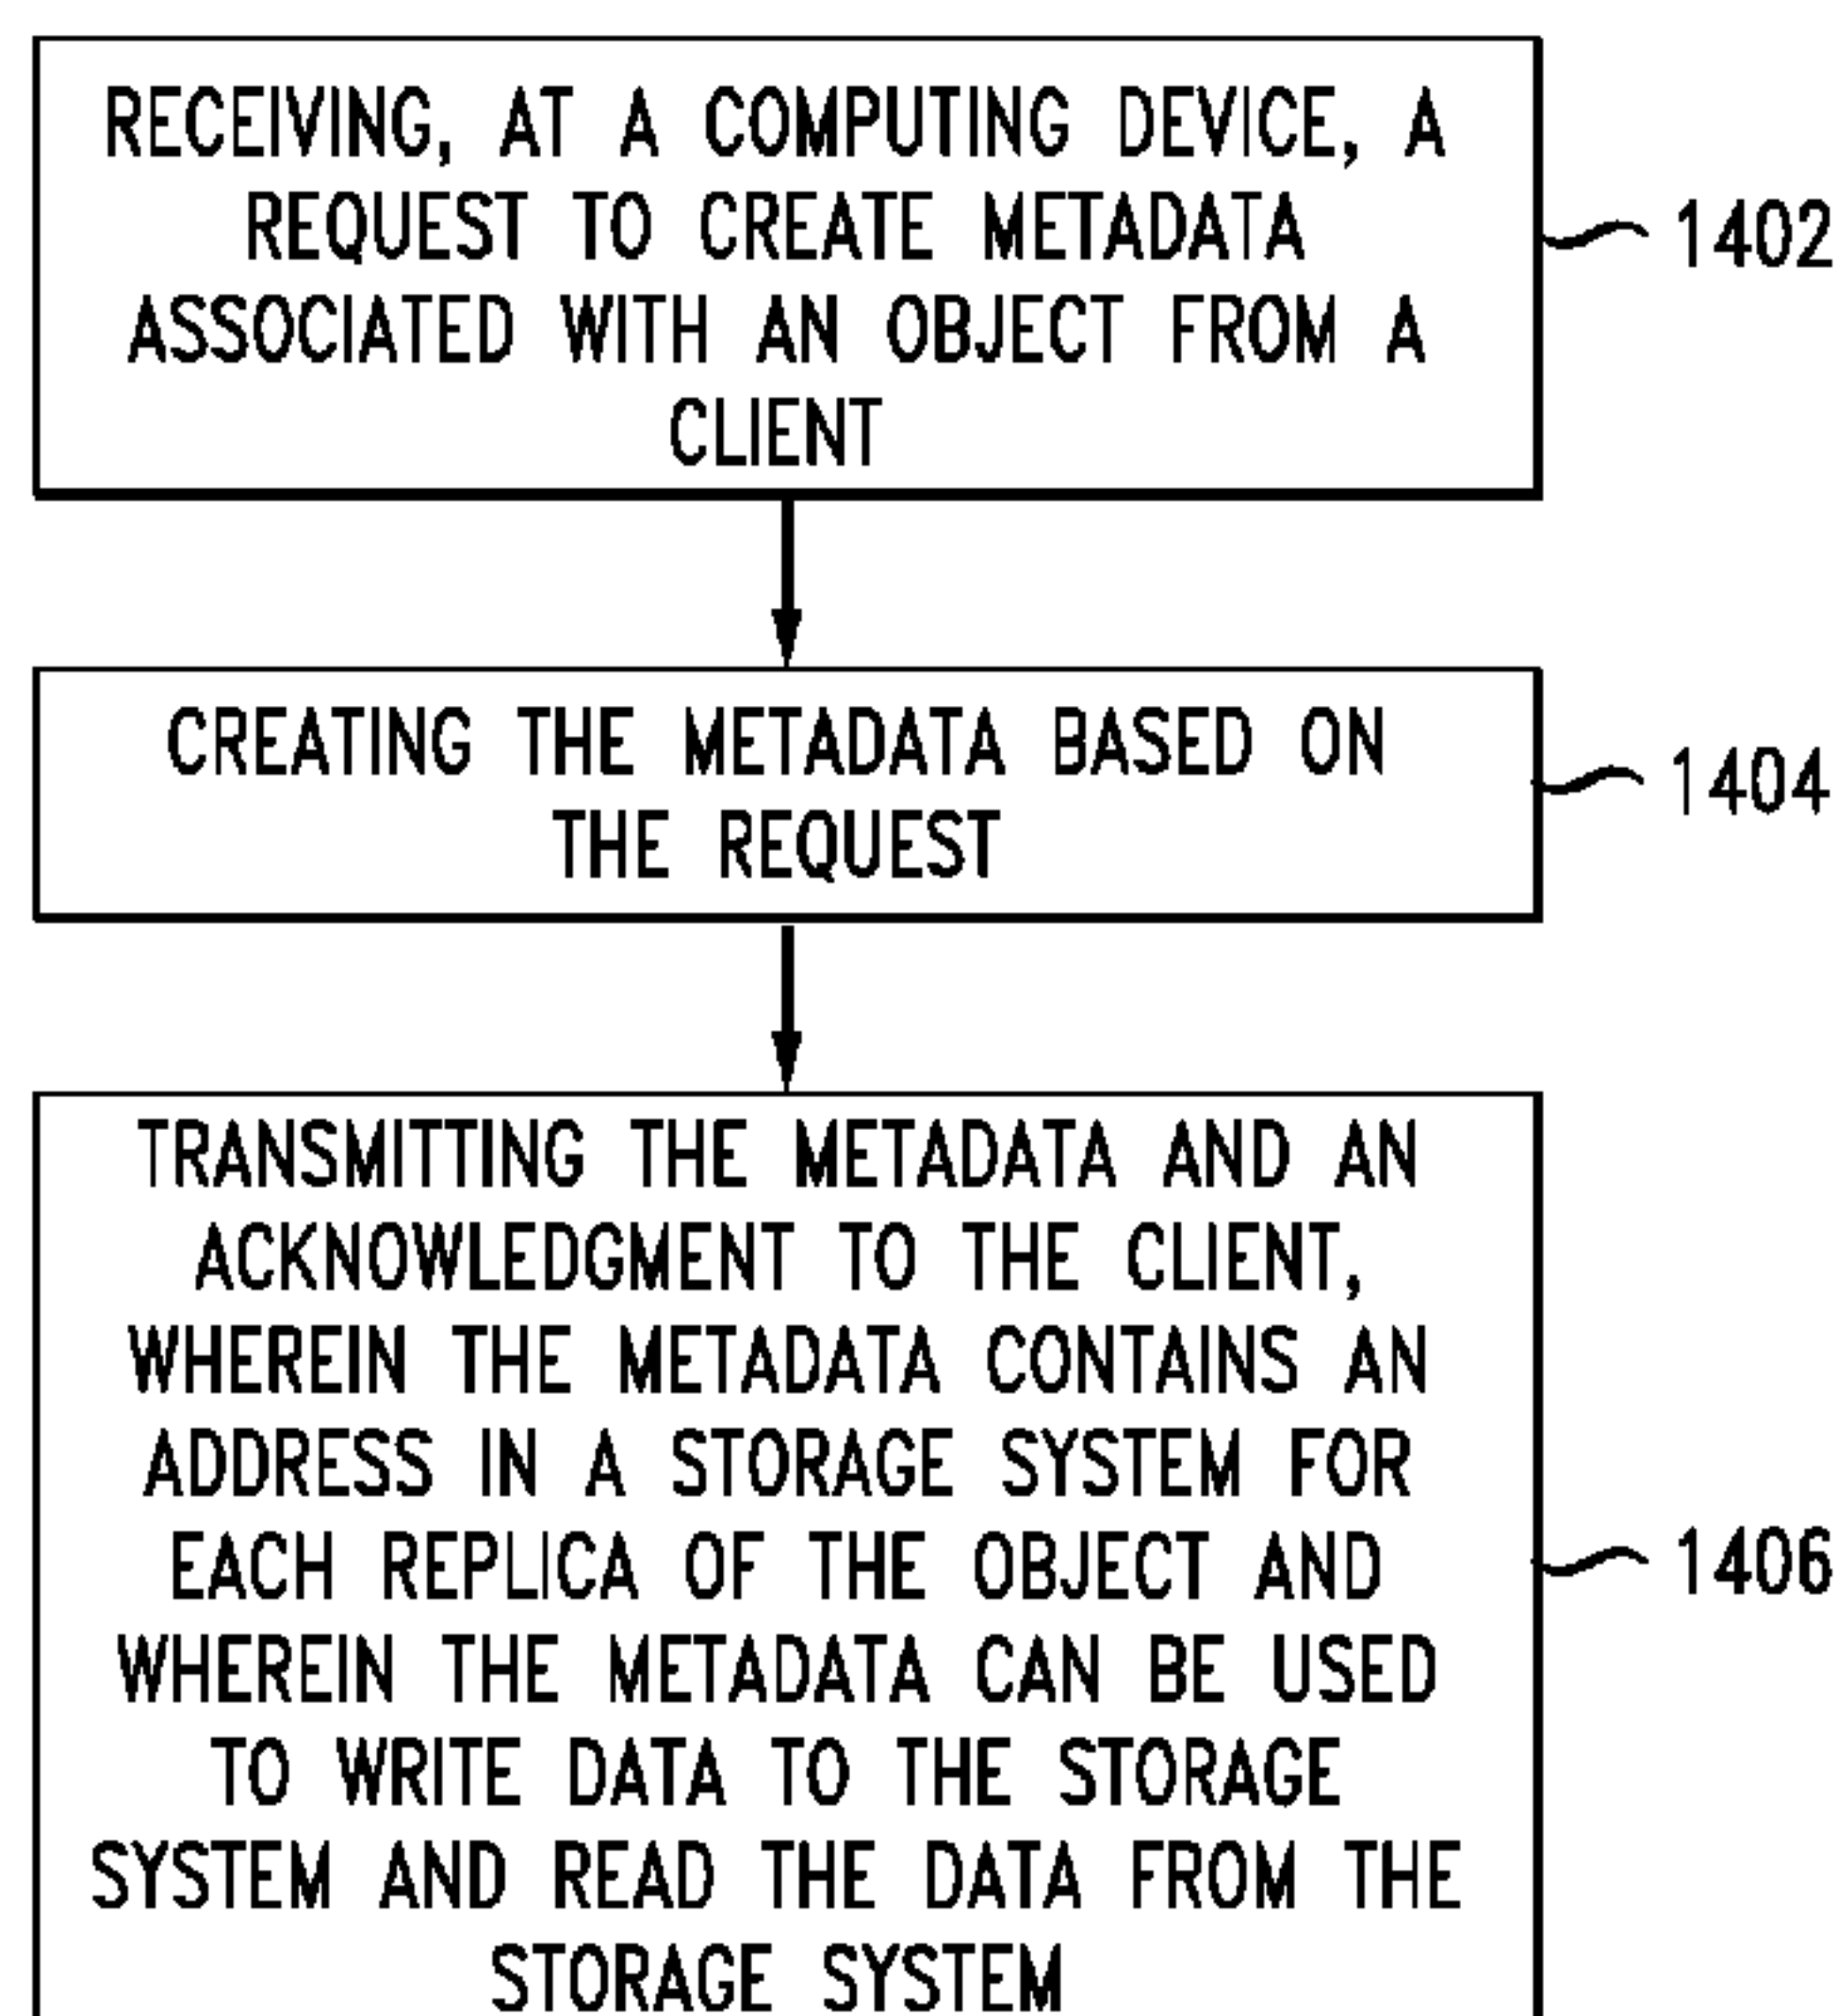 RECEIVING, AT A COMPUTING DEVICE, A
REQUEST TO CREATE METADATA
ASSOCIATED WITH AN OBJECT FROM A
CLIENT
1402
CREATING THE METADATA BASED ON
THE REQUEST
1404
TRANSMITTING THE METADATA AND AN
ACKNOWLEDGMENT TO THE CLIENT,
WHEREIN THE METADATA CONTAINS AN
ADDRESS IN A STORAGE SYSTEM FOR
EACH REPLICA OF THE OBJECT AND
WHEREIN THE METADATA CAN BE USED
TO WRITE DATA TO THE STORAGE
SYSTEM AND READ THE DATA FROM THE
STORAGE SYSTEM
1406